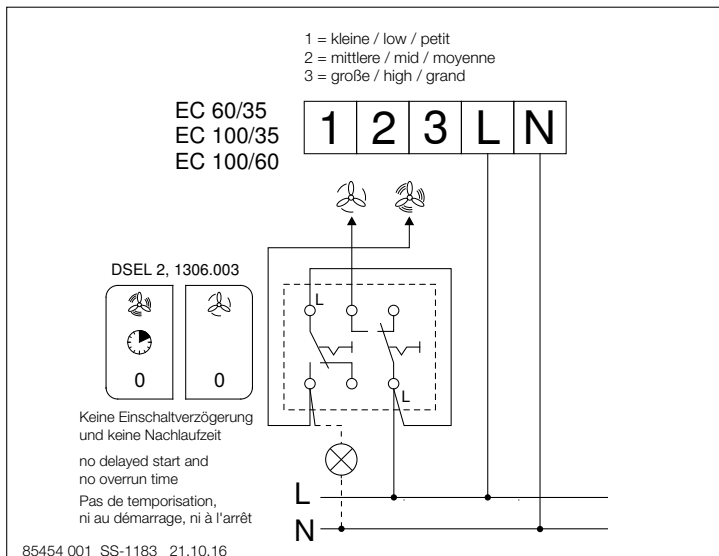 1 = kleine / low / petit
2 = mittlere / mid / moyenne
3 = große / high / grand
EC 60/35
EC 100/35
EC 100/60
1 2 3 L N
DSEL 2, 1306.003
L
0 0
L
Keine Einschaltverzögerung
und keine Nachlaufzeit
no delayed start and
no overrun time
Pas de temporisation,
ni au démarrage, ni à l'arrêt
L
N
85454 001 SS-1183 21.10.16